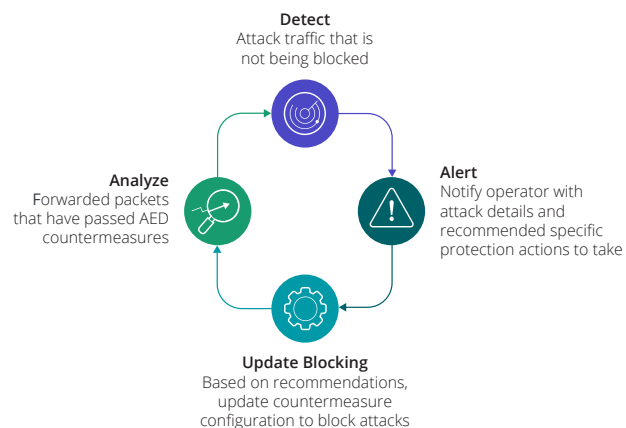 Detect
Attack traffic that is
not being blocked
Analyze
Forwarded packets
that have passed AED
countermeasures
Alert
Notify operator with
attack details and
recommended specific
protection actions to take
Update Blocking
Based on recommendations,
update countermeasure
configuration to block attacks